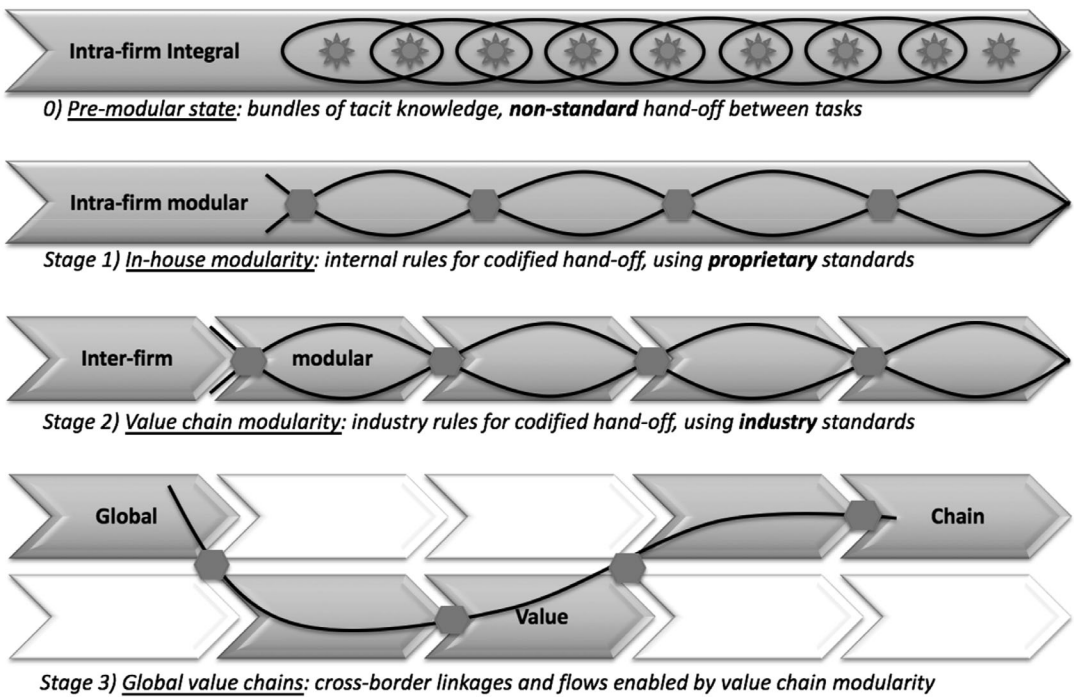 Intra-firm Integral
0) Pre-modular state: bundles of tacit knowledge, non-standard hand-off between tasks
Intra-firm modular
Stage 1) In-house modularity: internal rules for codified hand-off, using proprietary standards
Inter-firm modular
Stage 2) Value chain modularity: industry rules for codified hand-off, using industry standards
Global
Chain
Value
Stage 3) Global value chains: cross-border linkages and flows enabled by value chain modularity